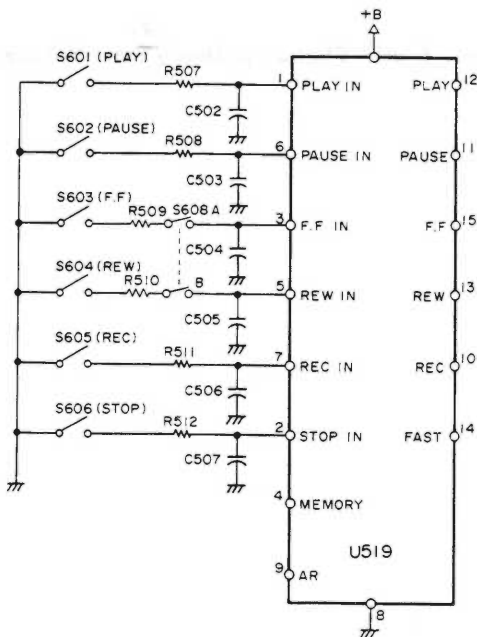 +B
S601 (PLAY)
R507
1
PLAY IN
PLAY
12
C502
S602 (PAUSE)
R508
6
PAUSE IN
PAUSE
11
C503
S603 (F.F)
R509
S608A
3
F.F IN
F.F
15
C504
S604 (REW)
R510
B
5
REW IN
REW
13
C505
S605 (REC)
R511
7
REC IN
REC
10
C506
S606 (STOP)
R512
2
STOP IN
FAST
14
C507
4
MEMORY
U519
9
AR
8